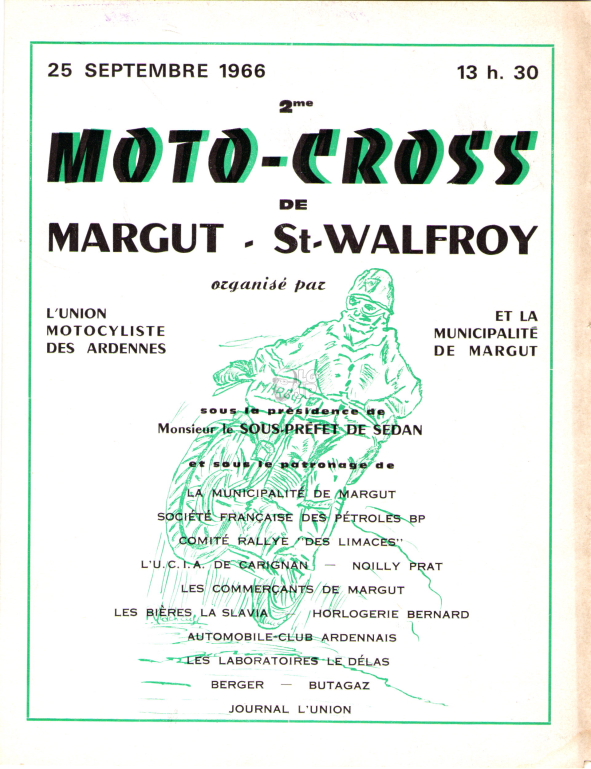 25 SEPTEMBRE 1966 13 h. 30
2me
MOTO-CROSS
DE
MARGUT - St-WALFROY
organisé par
L'UNION
MOTOCYLISTE
DES ARDENNES
ET LA
MUNICIPALITÉ
DE MARGUT
MARGUT
sous la présidence de
Monsieur le SOUS-PRÉFET DE SEDAN
et sous le patronage de
LA MUNICIPALITÉ DE MARGUT
SOCIÉTÉ FRANÇAISE DES PÉTROLES BP
COMITÉ RALLYE "DES LIMACES"
L'U.C.I.A. DE CARIGNAN — NOILLY PRAT
LES COMMERÇANTS DE MARGUT
LES BIÈRES LA SLAVIA HORLOGERIE BERNARD
AUTOMOBILE-CLUB ARDENNAIS
LES LABORATOIRES LE DÉLAS
BERGER — BUTAGAZ
JOURNAL L'UNION